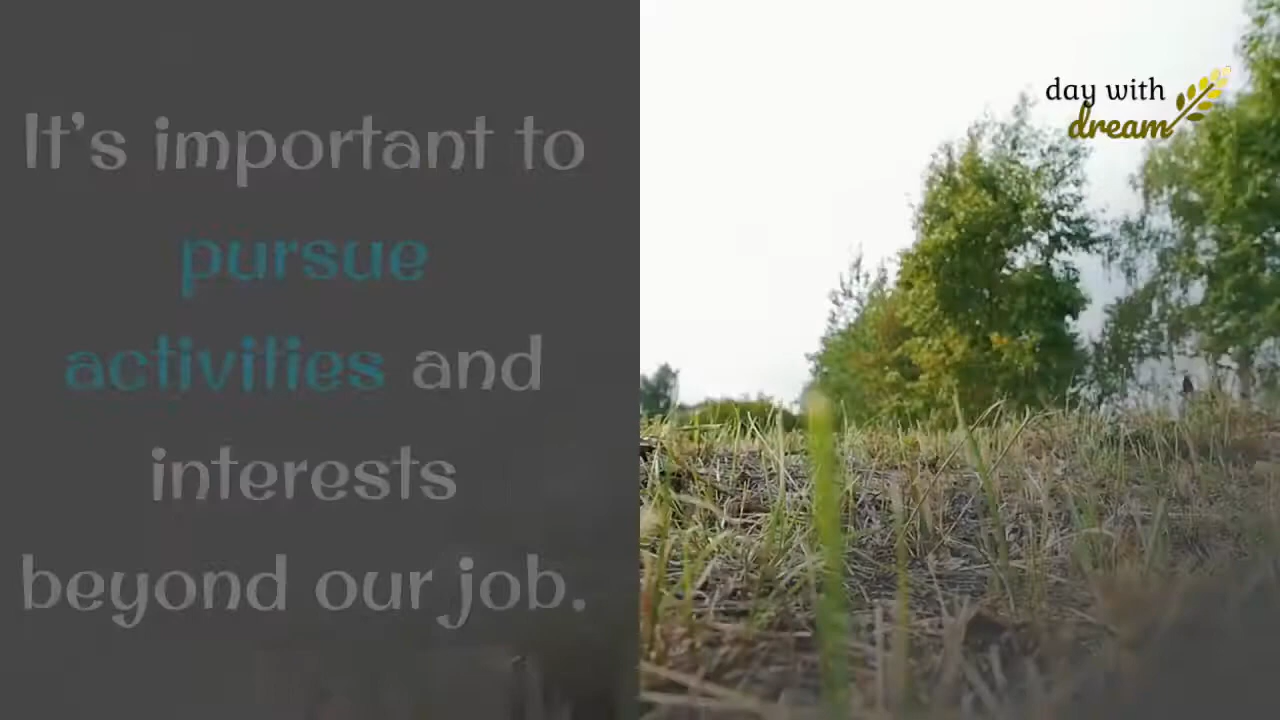 It's important to
pursue
activities and
interests
beyond our job.
day with
dream